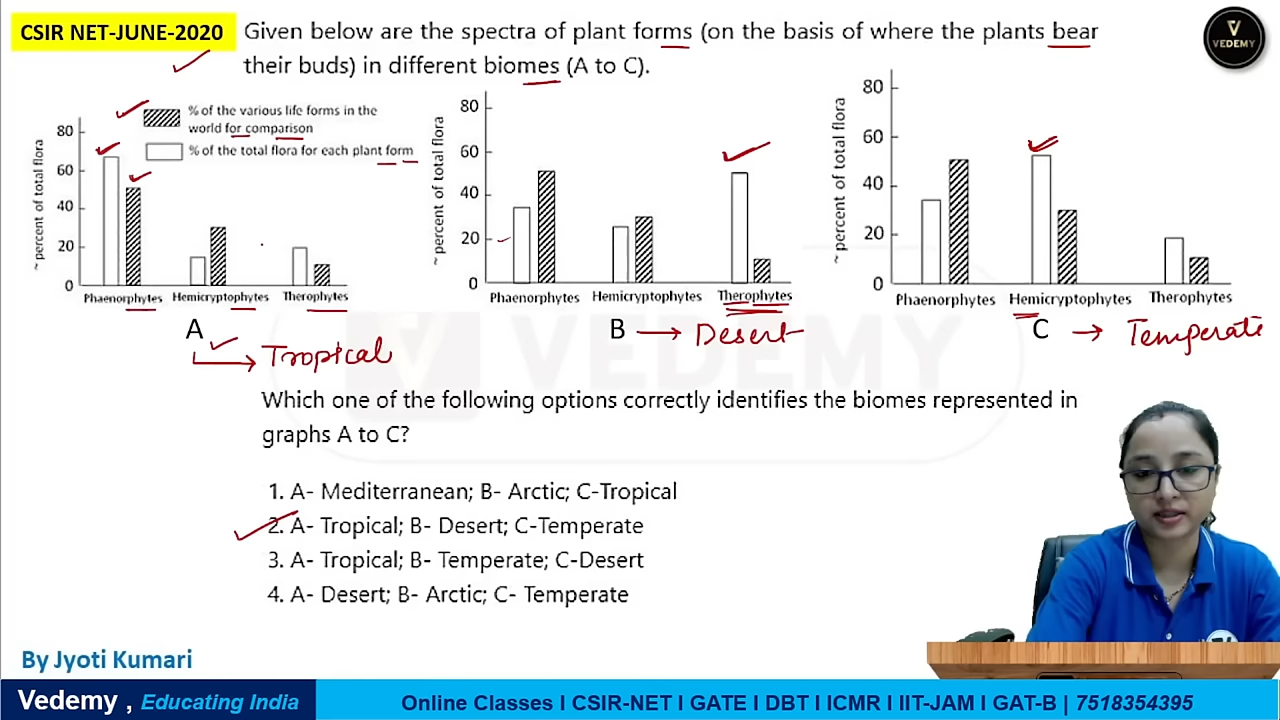 CSIR NET-JUNE-2020
Given below are the spectra of plant forms (on the basis of where the plants bear
their buds) in different biomes (A to C).
VEDEMY
% of the various life forms in the
world for comparison
% of the total flora for each plant form
~ percent of total flora
80
60
40
20
0
Phaenorphytes Hemicryptophytes Therophytes
A
Tropical
~ percent of total flora
80
60
40
20
0
Phaenorphytes Hemicryptophytes Therophytes
B → Desert
~ percent of total flora
80
60
40
20
0
Phaenorphytes Hemicryptophytes Therophytes
C → Temperate
VEDEMY
Which one of the following options correctly identifies the biomes represented in
graphs A to C?
1. A- Mediterranean; B- Arctic; C-Tropical
2. A- Tropical; B- Desert; C-Temperate
3. A- Tropical; B- Temperate; C-Desert
4. A- Desert; B- Arctic; C- Temperate
By Jyoti Kumari
Vedemy , Educating India
Online Classes I CSIR-NET I GATE I DBT I ICMR I IIT-JAM I GAT-B | 7518354395